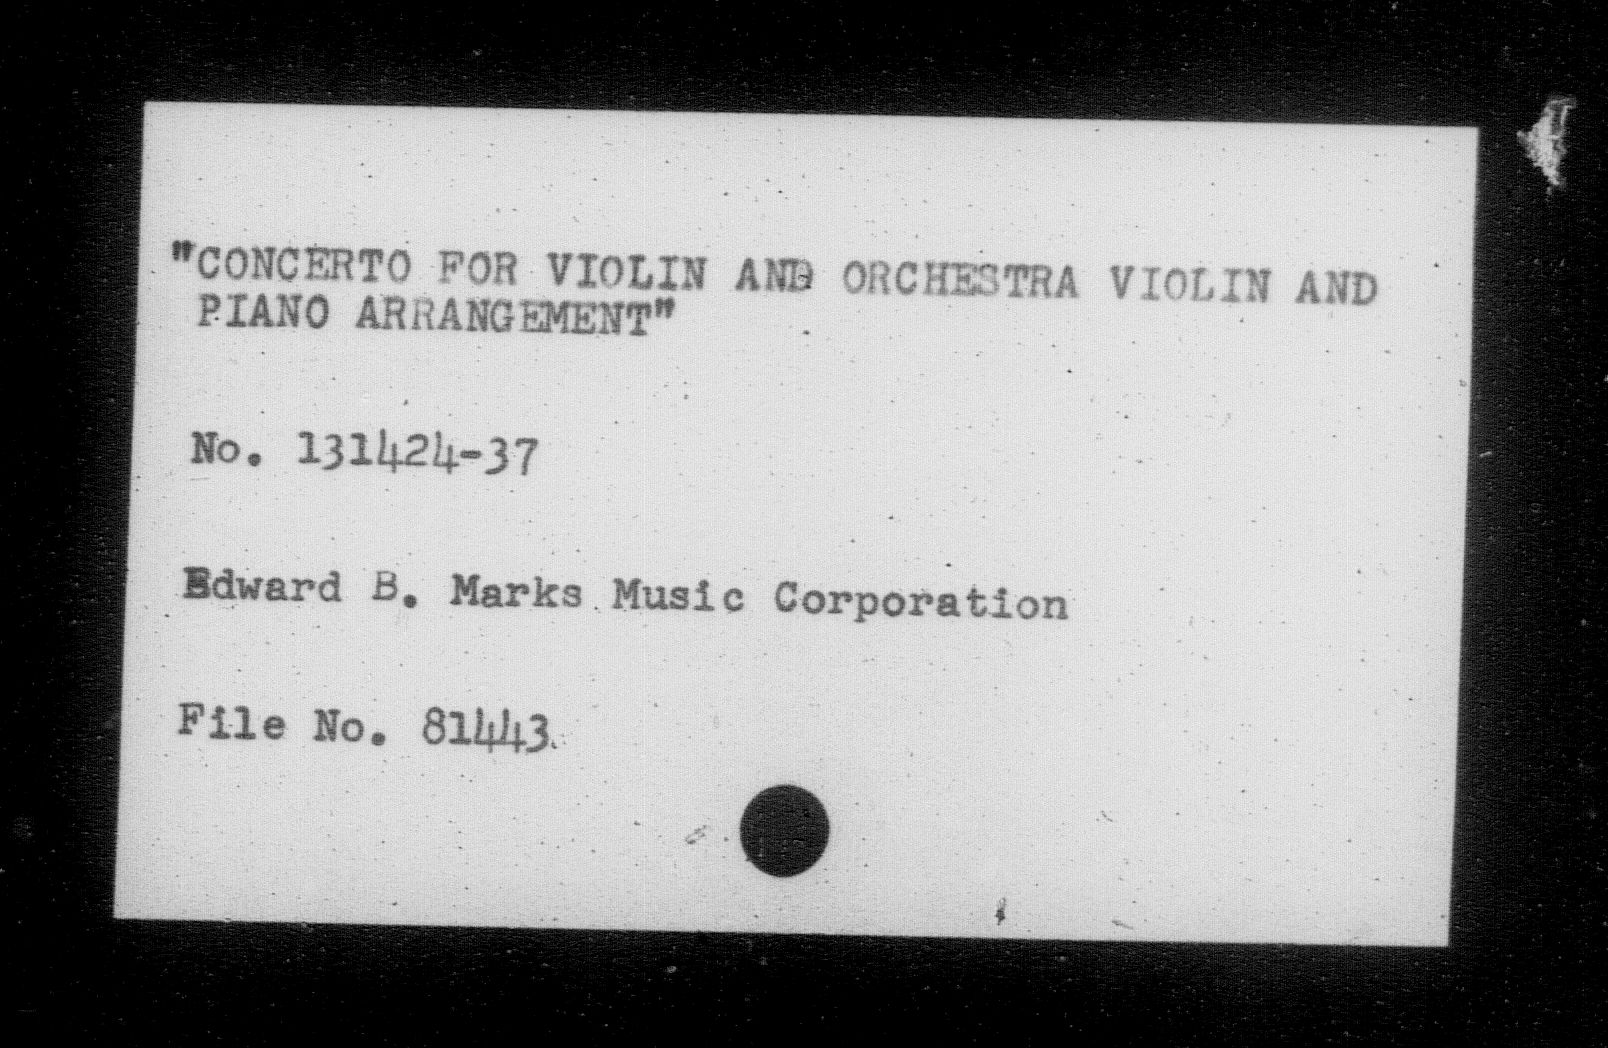 "CONCERTO FOR VIOLIN AND ORCHESTRA VIOLIN AND
PIANO ARRANGEMENT"
No. 131424-37
Edward B. Marks Music Corporation
File No. 81443